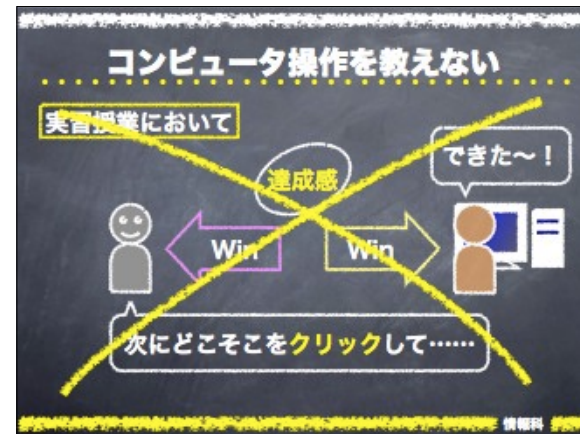 コンピュータ操作を教えない
実習授業において
できた〜！
達成感
Win
Win
次にどこそこをクリックして……
情報科